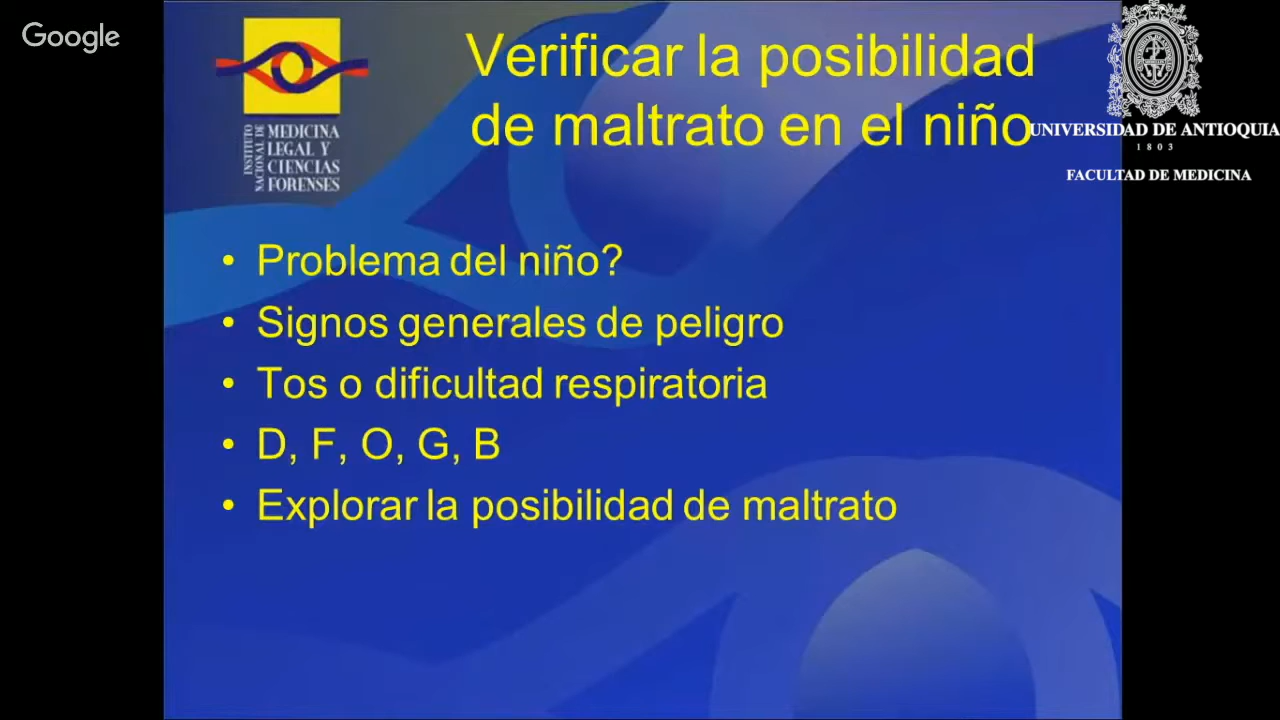 Google
INSTITUTO
NACIONAL DE
MEDICINA
LEGAL Y
CIENCIAS
FORENSES
Verificar la posibilidad
de maltrato en el niño
UNIVERSIDAD DE ANTIOQUIA
1803
FACULTAD DE MEDICINA
• Problema del niño?
• Signos generales de peligro
• Tos o dificultad respiratoria
• D, F, O, G, B
• Explorar la posibilidad de maltrato